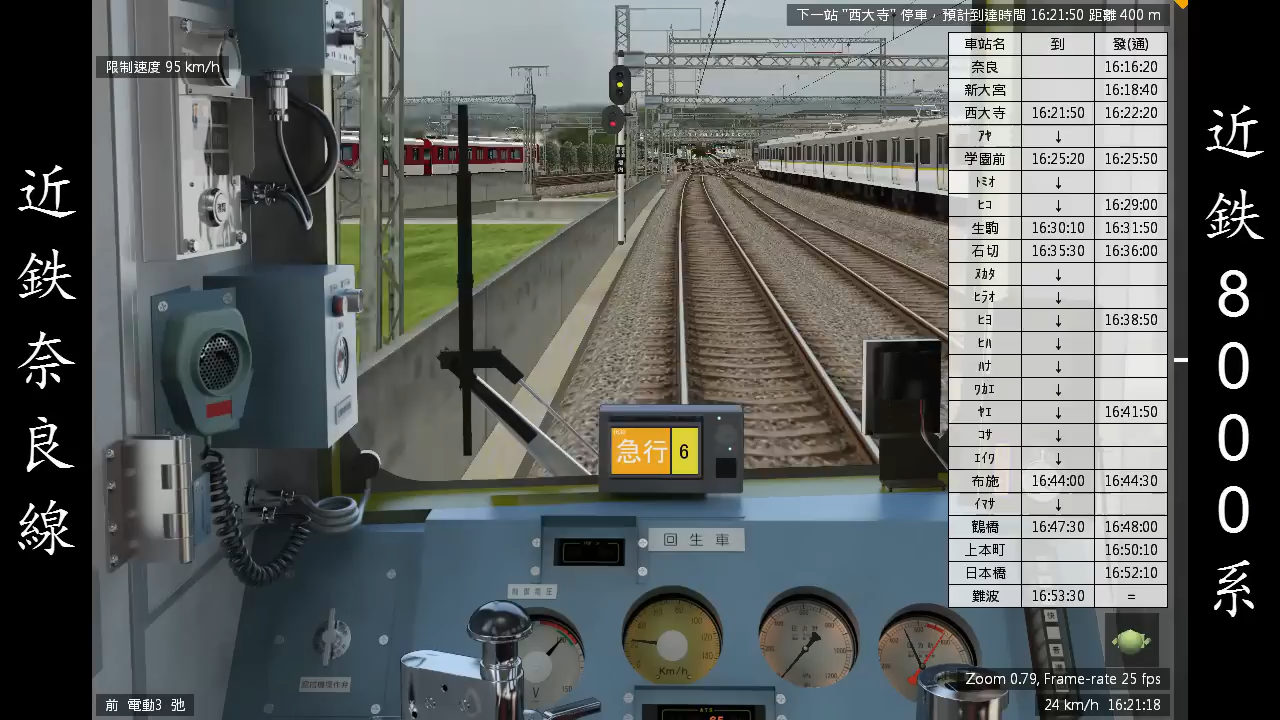 下一站 "西大寺" 停車，預計到達時間 16:21:50 距離 400 m
限制速度 95 km/h
近鉄奈良線
近鉄8000系
車站名 到 發(通)
奈良 16:16:20
新大宮 16:18:40
西大寺 16:21:50 16:22:20
ｱﾔ ↓
学園前 16:25:20 16:25:50
ﾄﾐｵ ↓
ﾋｺ ↓ 16:29:00
生駒 16:30:10 16:31:50
石切 16:35:30 16:36:00
ﾇｶﾀ ↓
ﾋﾗｵ ↓
ﾋﾖ ↓ 16:38:50
ﾋﾊ ↓
ﾊﾅ ↓
ﾜｶｴ ↓
ﾔｴ ↓ 16:41:50
ｺｻ ↓
ｴｲﾜ ↓
布施 16:44:00 16:44:30
ｲﾏｻﾞ ↓
鶴橋 16:47:30 16:48:00
上本町 16:50:10
日本橋 16:52:10
難波 16:53:30 =
急行 6
回生車
Km/h
V
Zoom 0.79, Frame-rate 25 fps
前 電動3 弛
24 km/h 16:21:18